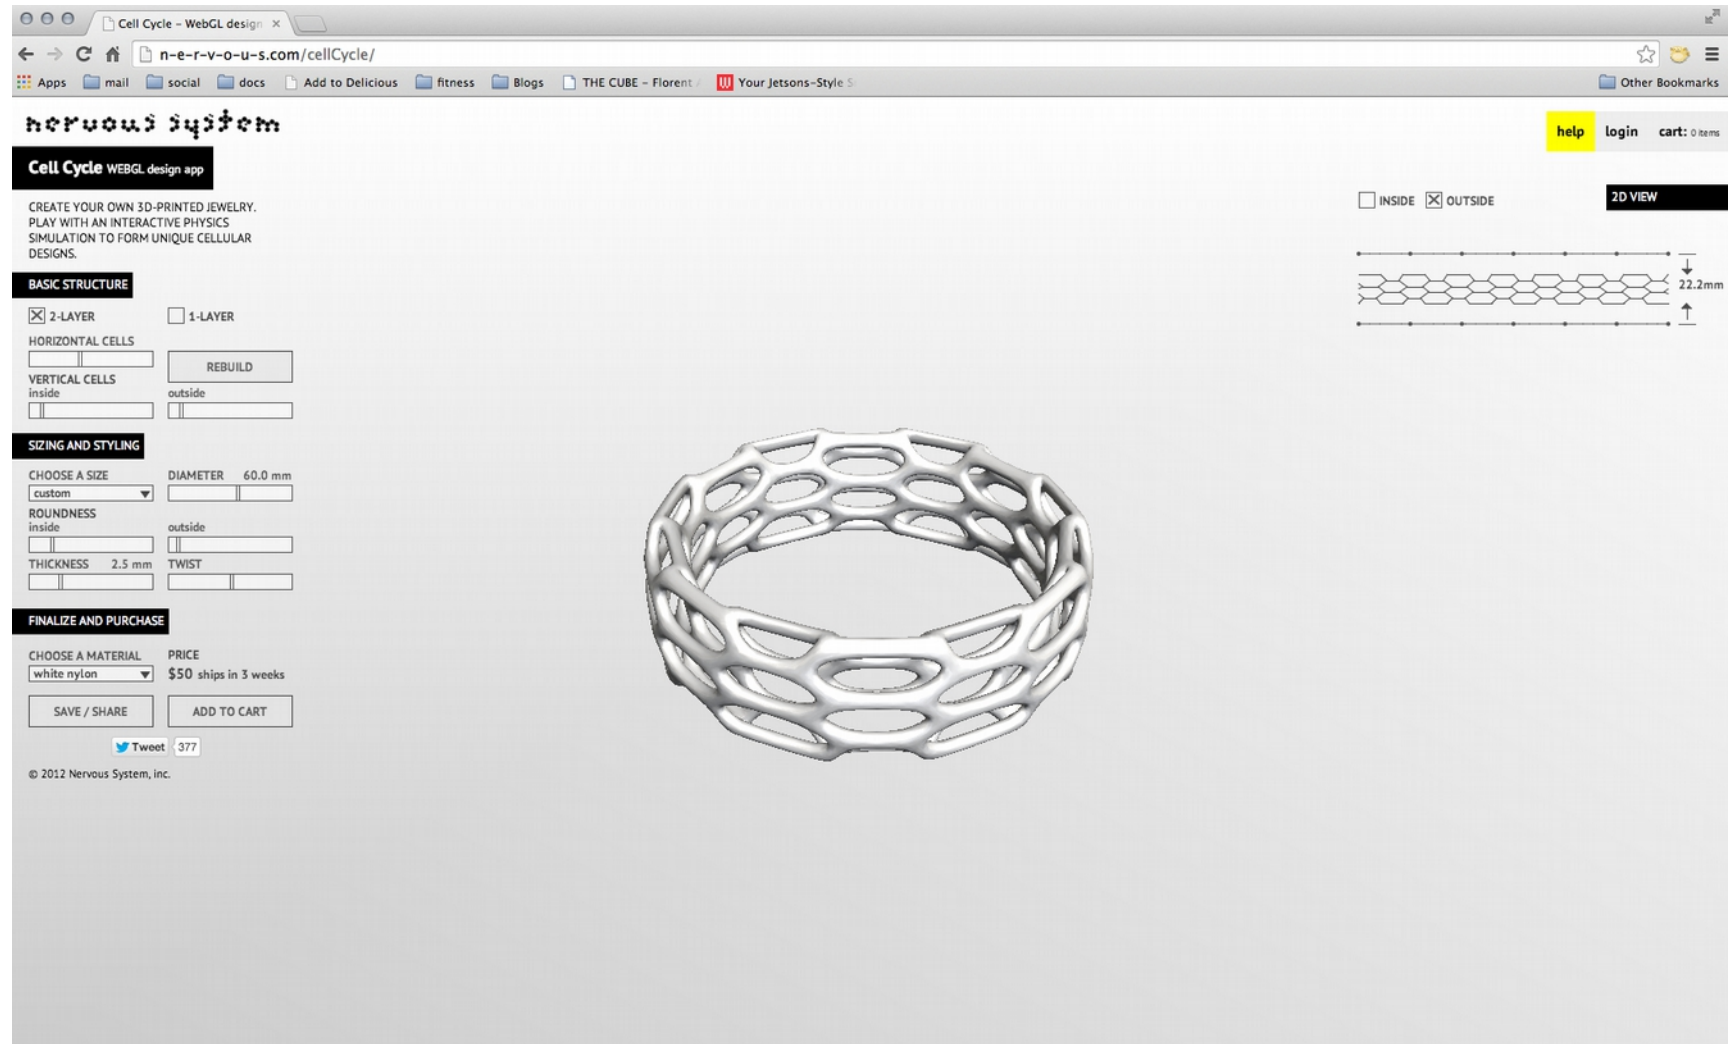 Cell Cycle – WebGL design
n-e-r-v-o-u-s.com/cellCycle/
Apps mail social docs Add to Delicious fitness Blogs THE CUBE – Florent Your Jetsons-Style S Other Bookmarks
nervous system
help login cart: 0 items
Cell Cycle WEBGL design app
CREATE YOUR OWN 3D-PRINTED JEWELRY.
PLAY WITH AN INTERACTIVE PHYSICS
SIMULATION TO FORM UNIQUE CELLULAR
DESIGNS.
INSIDE OUTSIDE
2D VIEW
22.2mm
BASIC STRUCTURE
2-LAYER 1-LAYER
HORIZONTAL CELLS
REBUILD
VERTICAL CELLS
inside outside
SIZING AND STYLING
CHOOSE A SIZE DIAMETER 60.0 mm
custom
ROUNDNESS
inside outside
THICKNESS 2.5 mm TWIST
FINALIZE AND PURCHASE
CHOOSE A MATERIAL PRICE
white nylon $50 ships in 3 weeks
SAVE / SHARE ADD TO CART
Tweet 377
© 2012 Nervous System, inc.